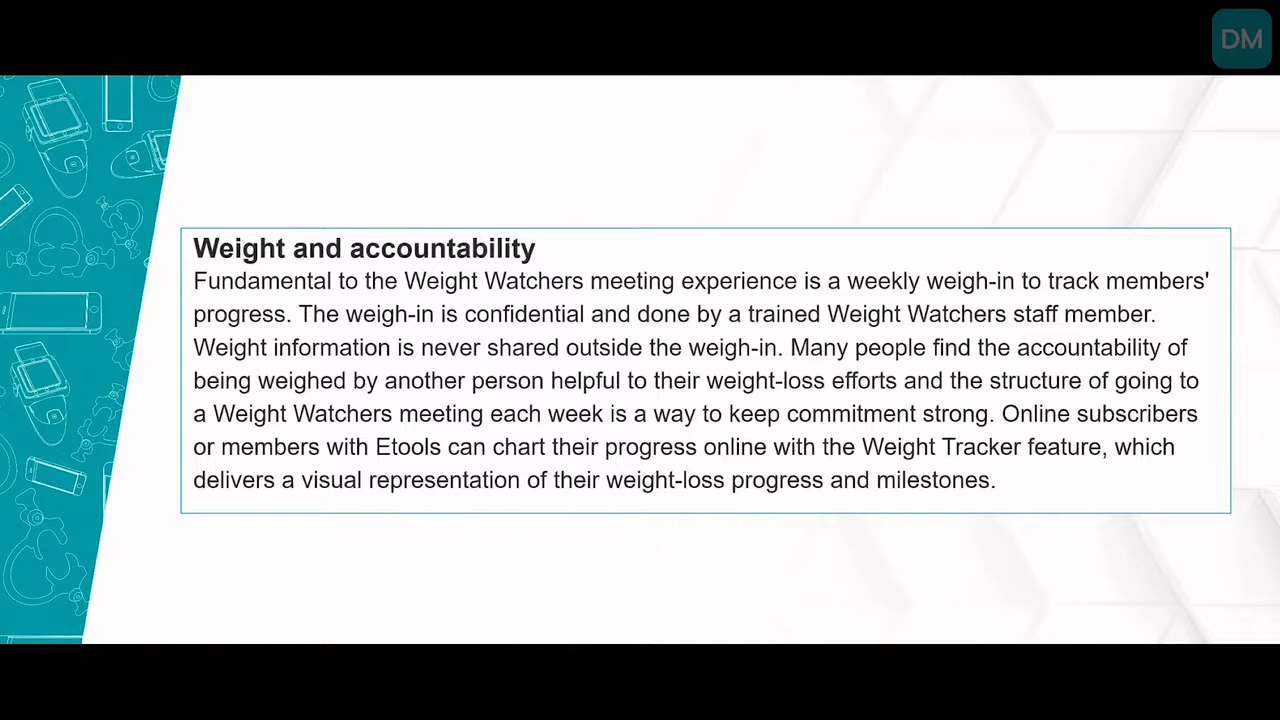 DM
Weight and accountability
Fundamental to the Weight Watchers meeting experience is a weekly weigh-in to track members'
progress. The weigh-in is confidential and done by a trained Weight Watchers staff member.
Weight information is never shared outside the weigh-in. Many people find the accountability of
being weighed by another person helpful to their weight-loss efforts and the structure of going to
a Weight Watchers meeting each week is a way to keep commitment strong. Online subscribers
or members with Etools can chart their progress online with the Weight Tracker feature, which
delivers a visual representation of their weight-loss progress and milestones.